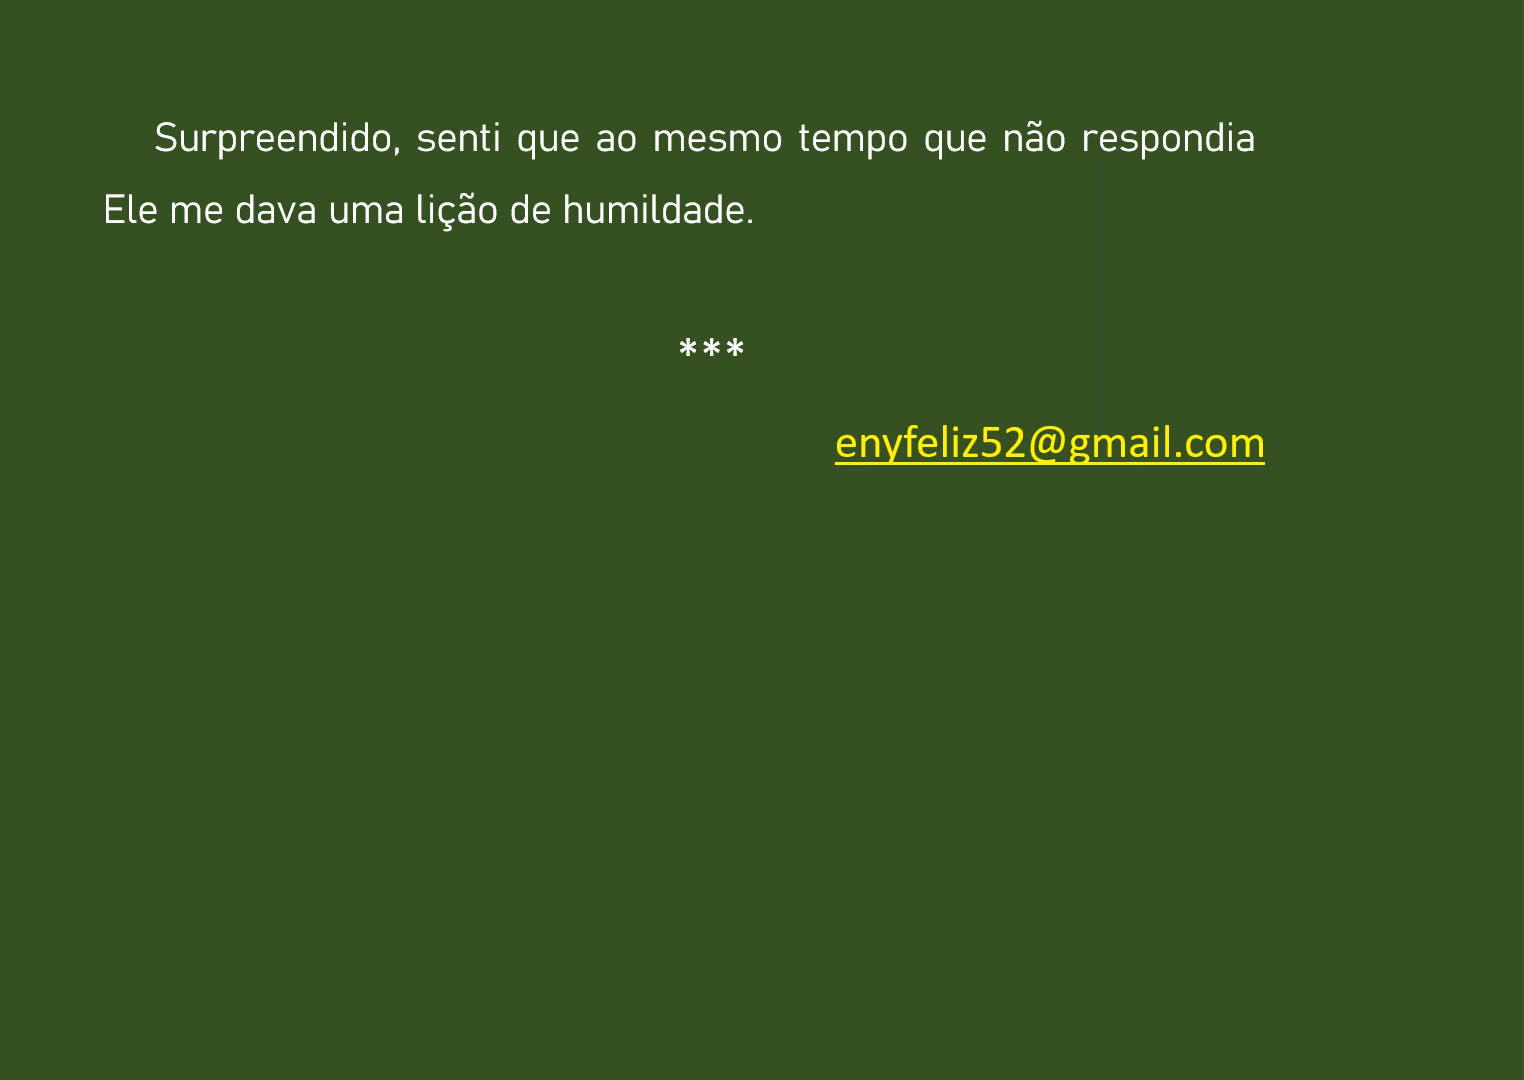 Surpreendido, senti que ao mesmo tempo que não respondia
Ele me dava uma lição de humildade.
***
enyfeliz52@gmail.com